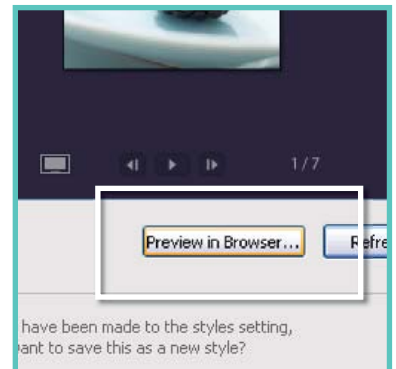 1/7
Preview in Browser...
Refre
have been made to the styles setting,
ant to save this as a new style?